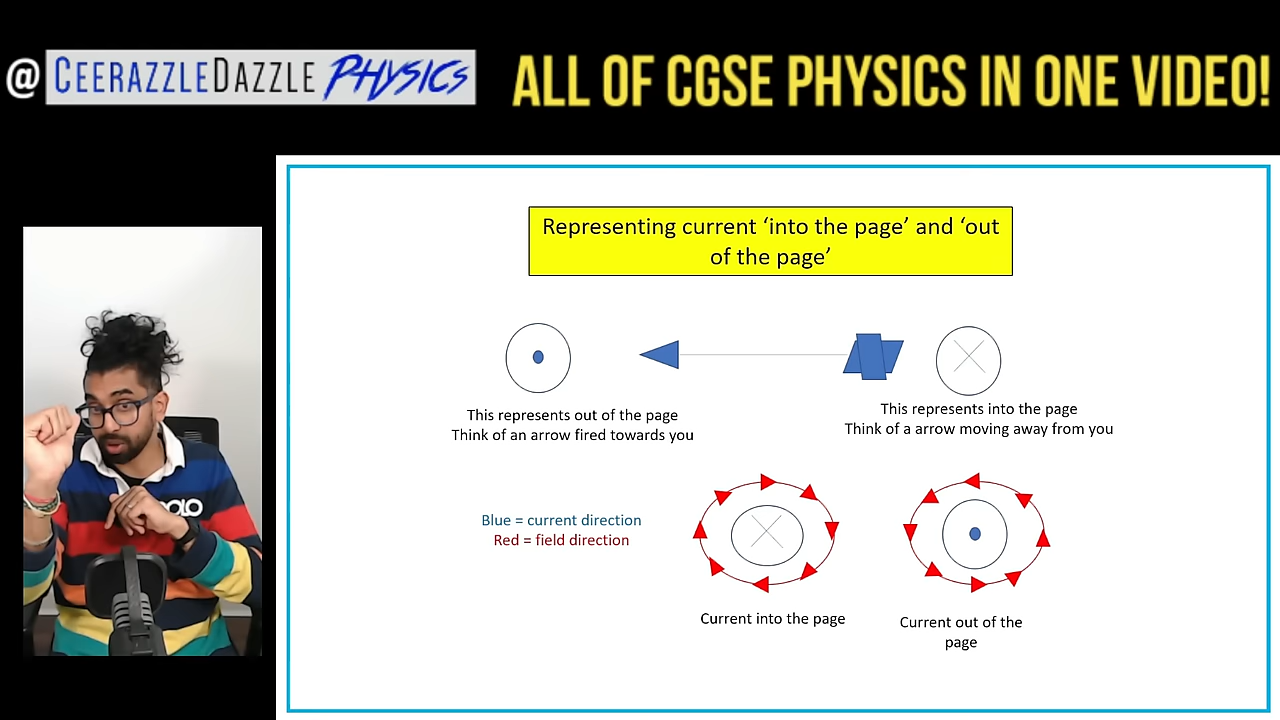 @CEERAZZLEDAZZLE PHYSICS
ALL OF CGSE PHYSICS IN ONE VIDEO!
Representing current ‘into the page’ and ‘out
of the page’
This represents out of the page
Think of an arrow fired towards you
This represents into the page
Think of a arrow moving away from you
Blue = current direction
Red = field direction
Current into the page
Current out of the
page